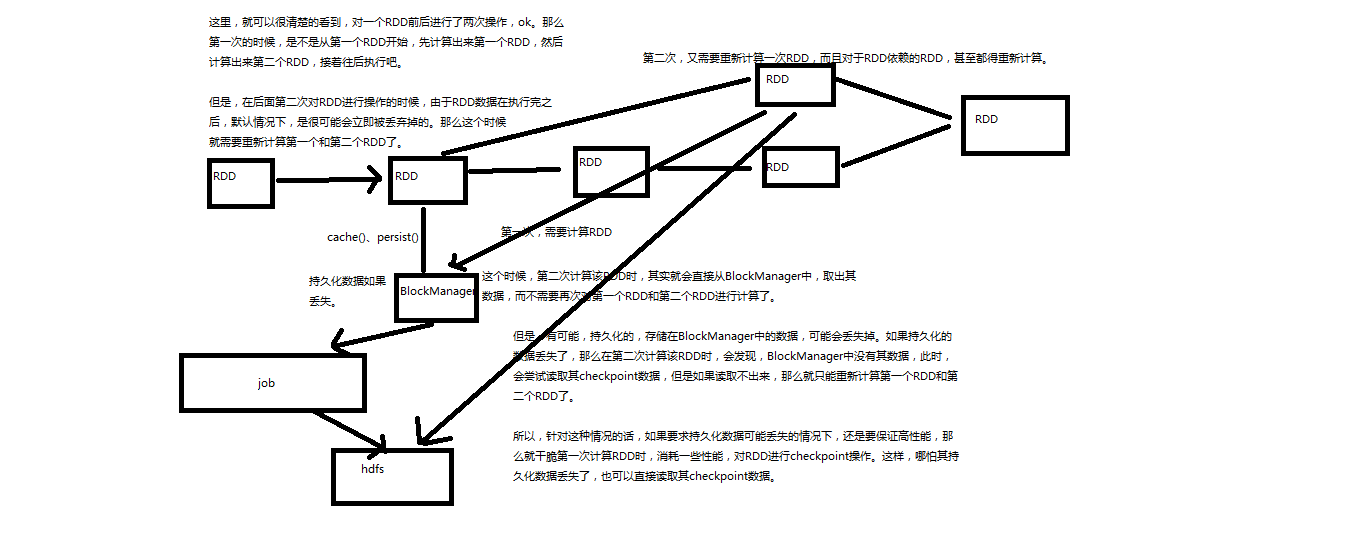 这里，就可以很清楚的看到，对一个RDD前后进行了两次操作，ok。那么
第一次的时候，是不是从第一个RDD开始，先计算出来第一个RDD，然后
计算出来第二个RDD，接着往后执行吧。
第二次，又需要重新计算一次RDD，而且对于RDD依赖的RDD，甚至都得重新计算。
但是，在后面第二次对RDD进行操作的时候，由于RDD数据在执行完之
后，默认情况下，是很可能会立即被丢弃掉的。那么这个时候
就需要重新计算第一个和第二个RDD了。
RDD
RDD
RDD
RDD
RDD
RDD
cache()、persist()
第一次，需要计算RDD
持久化数据如果
丢失。
BlockManager
这个时候，第二次计算该RDD时，其实就会直接从BlockManager中，取出其
数据，而不需要再次对第一个RDD和第二个RDD进行计算了。
但是，有可能，持久化的，存储在BlockManager中的数据，可能会丢失掉。如果持久化的
数据丢失了，那么在第二次计算该RDD时，会发现，BlockManager中没有其数据，此时，
会尝试读取其checkpoint数据，但是如果读取不出来，那么就只能重新计算第一个RDD和第
二个RDD了。
job
所以，针对这种情况的话，如果要求持久化数据可能丢失的情况下，还是要保证高性能，那
么就干脆第一次计算RDD时，消耗一些性能，对RDD进行checkpoint操作。这样，哪怕其持
久化数据丢失了，也可以直接读取其checkpoint数据。
hdfs